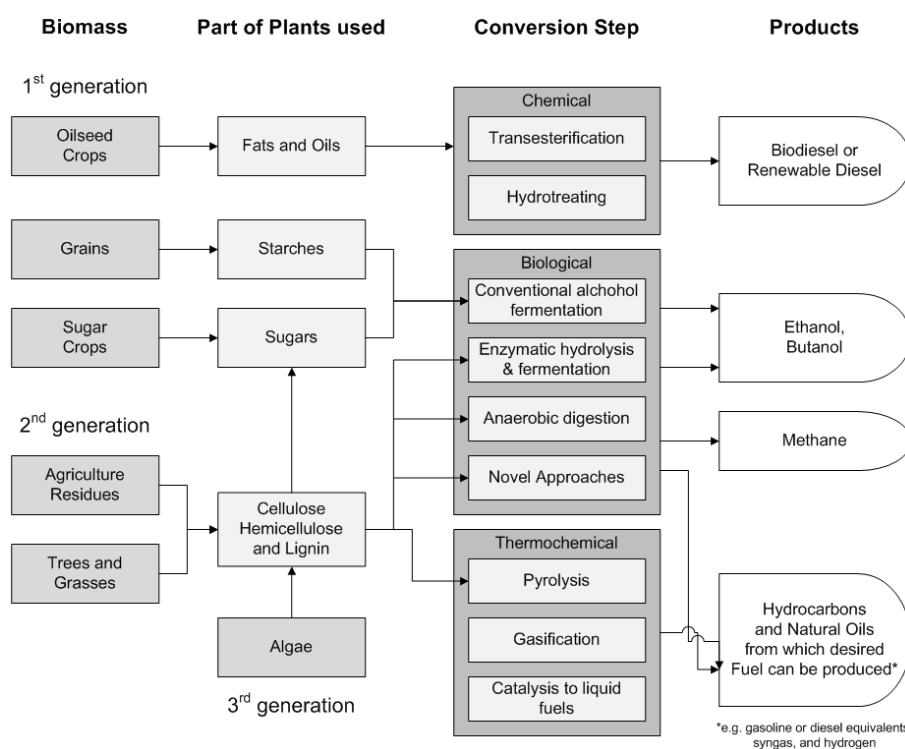 Biomass
Part of Plants used
Conversion Step
Products
1st generation
Oilseed
Crops
Fats and Oils
Chemical
Transesterification
Hydrotreating
Biodiesel or
Renewable Diesel
Grains
Starches
Sugar
Crops
Sugars
Biological
Conventional alchohol
fermentation
Enzymatic hydrolysis
& fermentation
Anaerobic digestion
Novel Approaches
Ethanol,
Butanol
Methane
2nd generation
Agriculture
Residues
Trees and
Grasses
Cellulose
Hemicellulose
and Lignin
Algae
3rd generation
Thermochemical
Pyrolysis
Gasification
Catalysis to liquid
fuels
Hydrocarbons
and Natural Oils
from which desired
Fuel can be produced*
*e.g. gasoline or diesel equivalents
syngas, and hydrogen